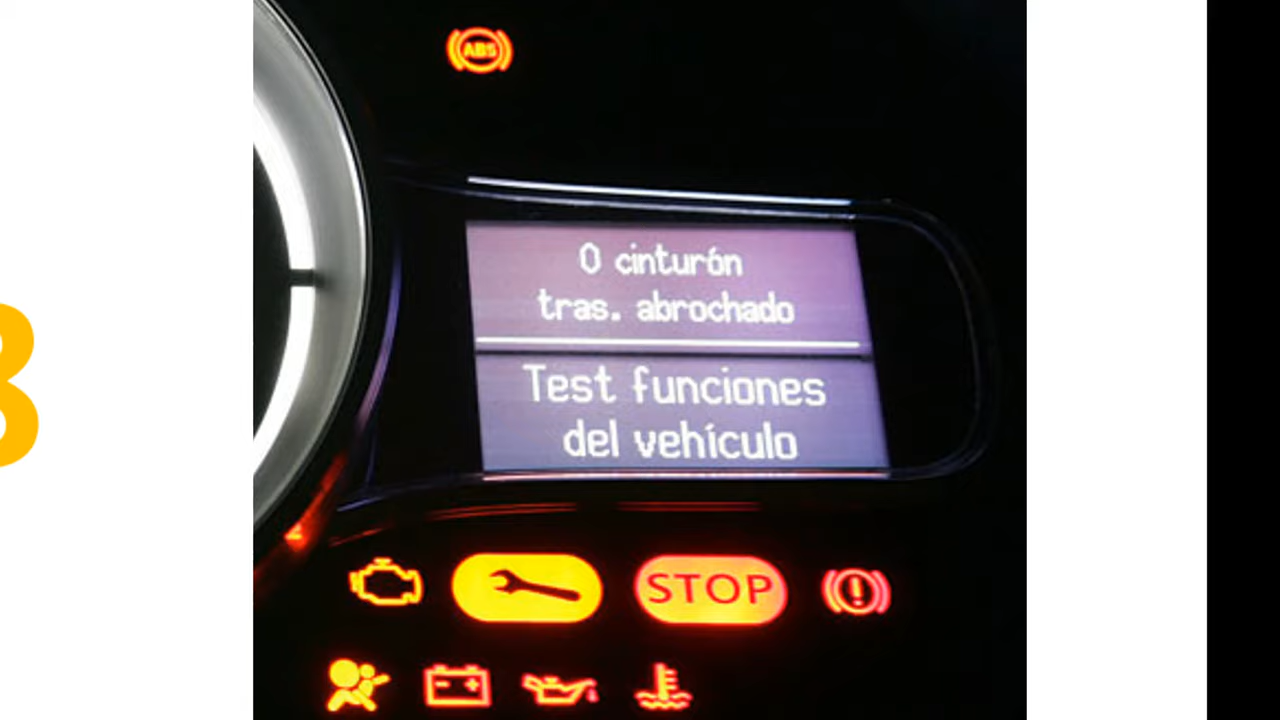 ABS
0 cinturón
tras. abrochado
Test funciones
del vehículo
STOP